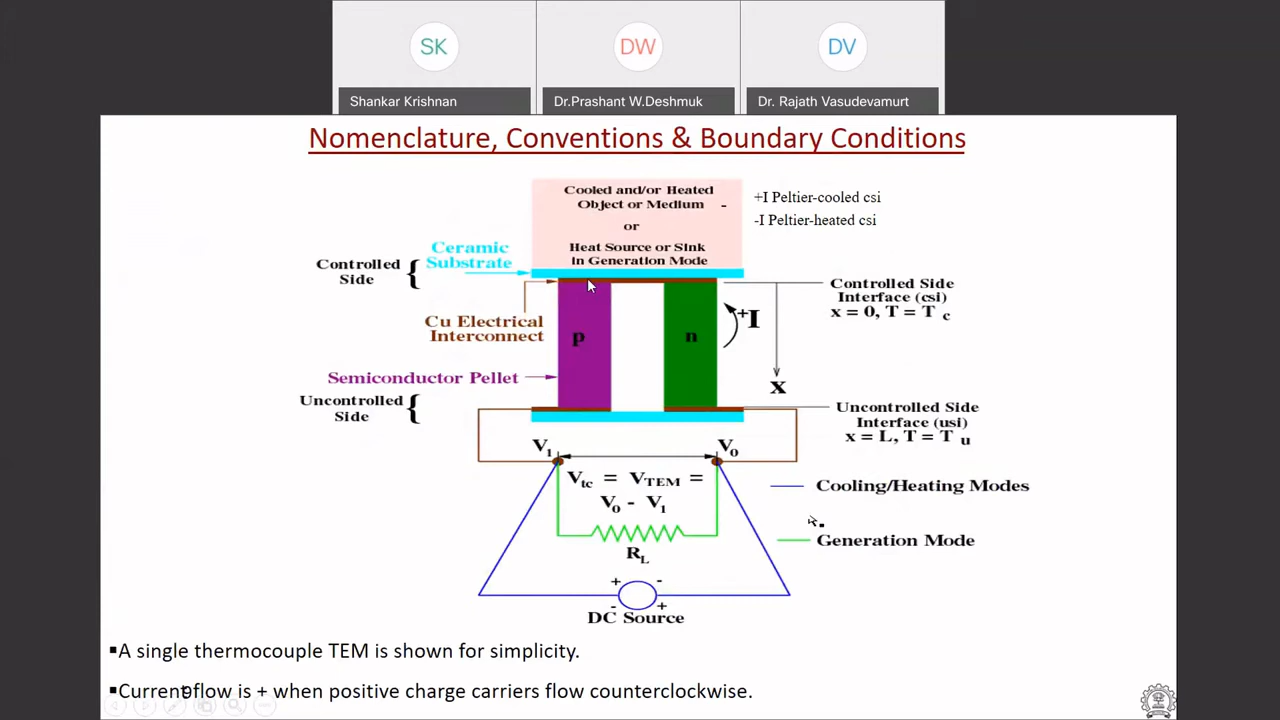 SK
DW
DV
Shankar Krishnan
Dr.Prashant W.Deshmuk
Dr. Rajath Vasudevamurt
Nomenclature, Conventions & Boundary Conditions
Cooled and/or Heated
Object or Medium -
or
Heat Source or Sink
in Generation Mode
+I Peltier-cooled csi
-I Peltier-heated csi
Controlled
Side
{
Ceramic
Substrate
Cu Electrical
Interconnect
Semiconductor Pellet
Uncontrolled
Side
{
p
n
+I
x
Controlled Side
Interface (csi)
x = 0, T = T c
Uncontrolled Side
Interface (usi)
x = L, T = T u
V1
V0
Vtc = VTEM =
V0 - V1
RL
+ -
- +
DC Source
Cooling/Heating Modes
Generation Mode
▪A single thermocouple TEM is shown for simplicity.
▪Current flow is + when positive charge carriers flow counterclockwise.
9